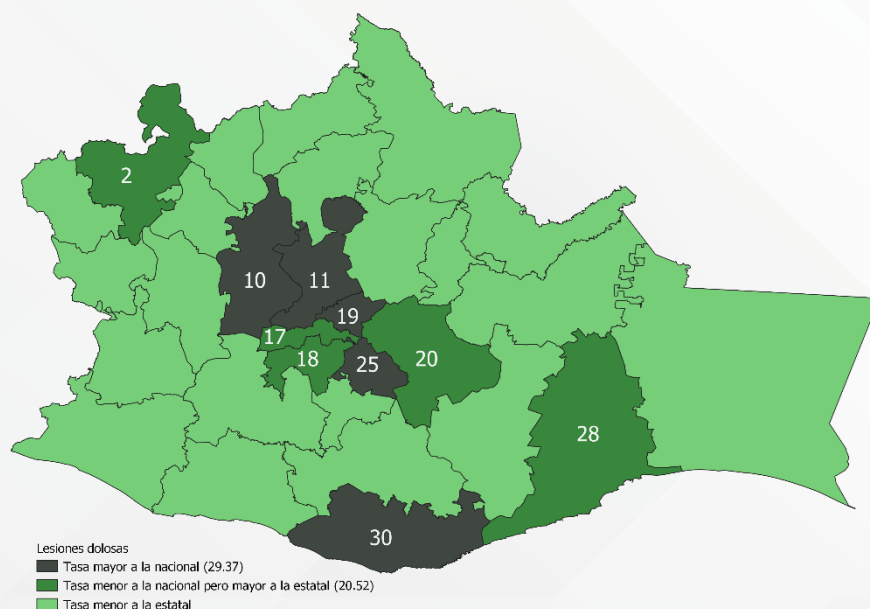 2
10
11
19
17
18
25
20
28
30
Lesiones dolosas
Tasa mayor a la nacional (29.37)
Tasa menor a la nacional pero mayor a la estatal (20.52)
Tasa menor a la estatal